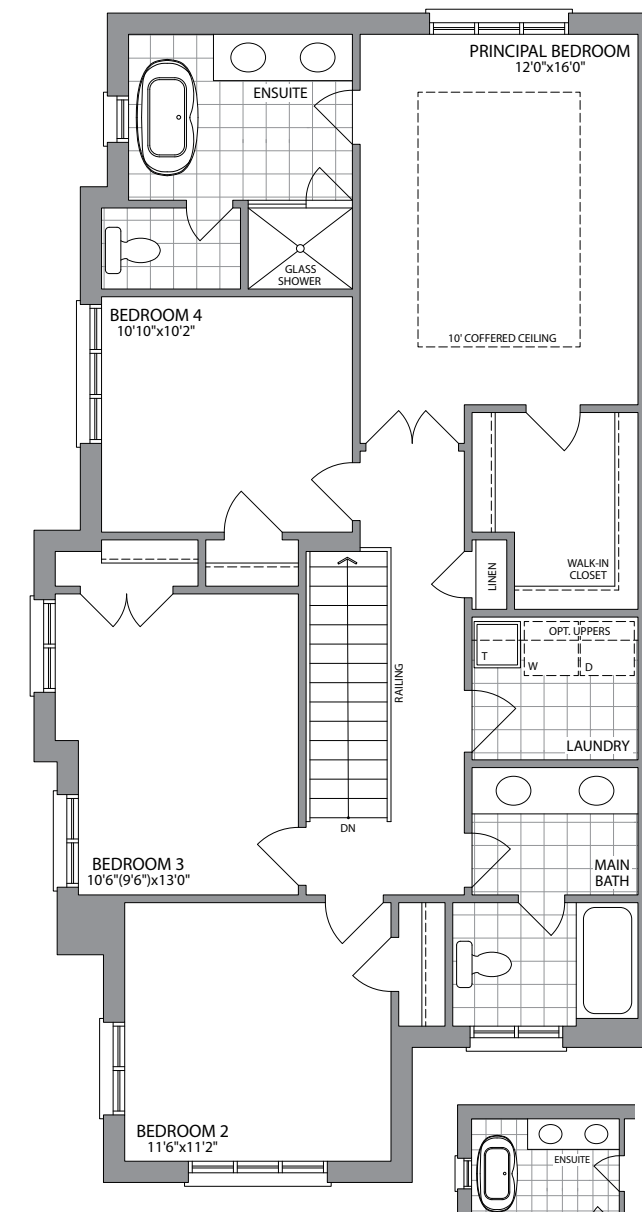 PRINCIPAL BEDROOM
12'0"x16'0"
ENSUITE
GLASS
SHOWER
BEDROOM 4
10'10"x10'2"
10' COFFERED CEILING
WALK-IN
CLOSET
LINEN
OPT. UPPERS
T
W
D
RAILING
LAUNDRY
DN
MAIN
BATH
BEDROOM 3
10'6"(9'6")x13'0"
BEDROOM 2
11'6"x11'2"
ENSUITE